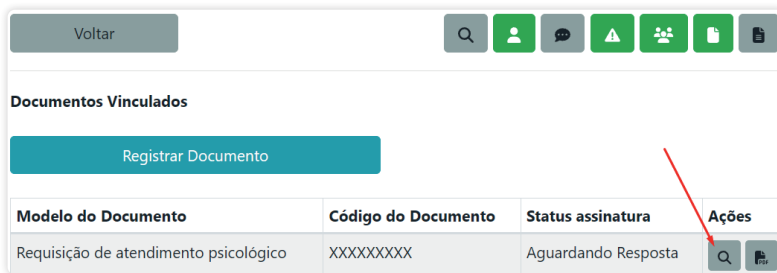 Voltar
Documentos Vinculados
Registrar Documento
Modelo do Documento Código do Documento Status assinatura Ações
Requisição de atendimento psicológico XXXXXXXXX Aguardando Resposta PDF